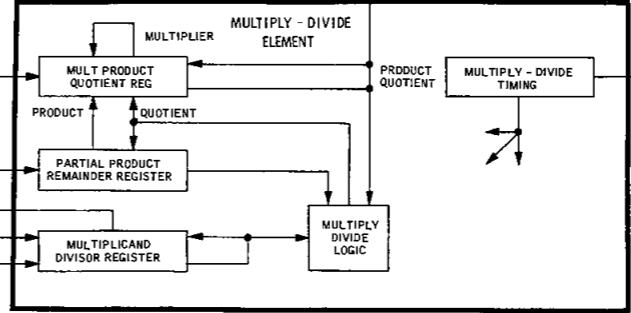 MULTIPLY - DIVIDE
ELEMENT
MULTIPLIER
MULT PRODUCT
QUOTIENT REG
PRODUCT
QUOTIENT
MULTIPLY - DIVIDE
TIMING
PRODUCT
QUOTIENT
PARTIAL PRODUCT
REMAINDER REGISTER
MULTIPLICAND
DIVISOR REGISTER
MULTIPLY
DIVIDE
LOGIC